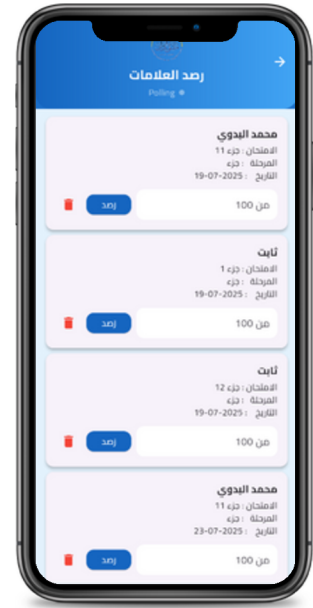 رصد العلامات
Polling
محمد البدوي
الامتحان : جزء 11
المرحلة : جزء
التاريخ : 2025-07-19
من 100
رصد
ثابت
الامتحان : جزء 1
المرحلة : جزء
التاريخ : 2025-07-19
من 100
رصد
ثابت
الامتحان : جزء 12
المرحلة : جزء
التاريخ : 2025-07-19
من 100
رصد
محمد البدوي
الامتحان : جزء 11
المرحلة : جزء
التاريخ : 2025-07-23
من 100
رصد